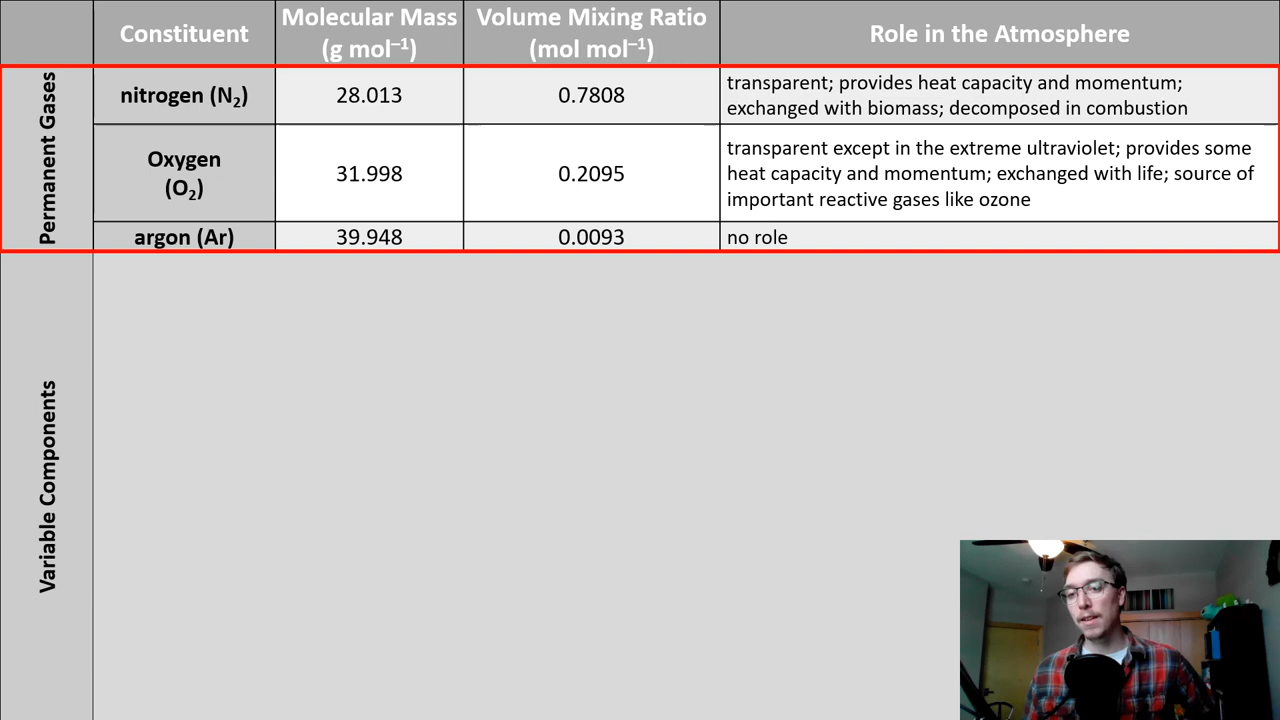 Constituent
Molecular Mass
(g mol⁻¹)
Volume Mixing Ratio
(mol mol⁻¹)
Role in the Atmosphere
Permanent Gases
nitrogen (N₂)
28.013
0.7808
transparent; provides heat capacity and momentum;
exchanged with biomass; decomposed in combustion
Oxygen
(O₂)
31.998
0.2095
transparent except in the extreme ultraviolet; provides some
heat capacity and momentum; exchanged with life; source of
important reactive gases like ozone
argon (Ar)
39.948
0.0093
no role
Variable Components